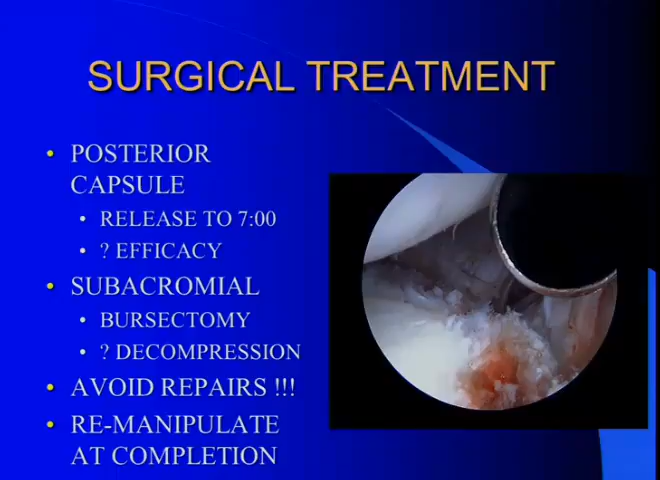 SURGICAL TREATMENT
• POSTERIOR
CAPSULE
• RELEASE TO 7:00
• ? EFFICACY
• SUBACROMIAL
• BURSECTOMY
• ? DECOMPRESSION
• AVOID REPAIRS !!!
• RE-MANIPULATE
AT COMPLETION